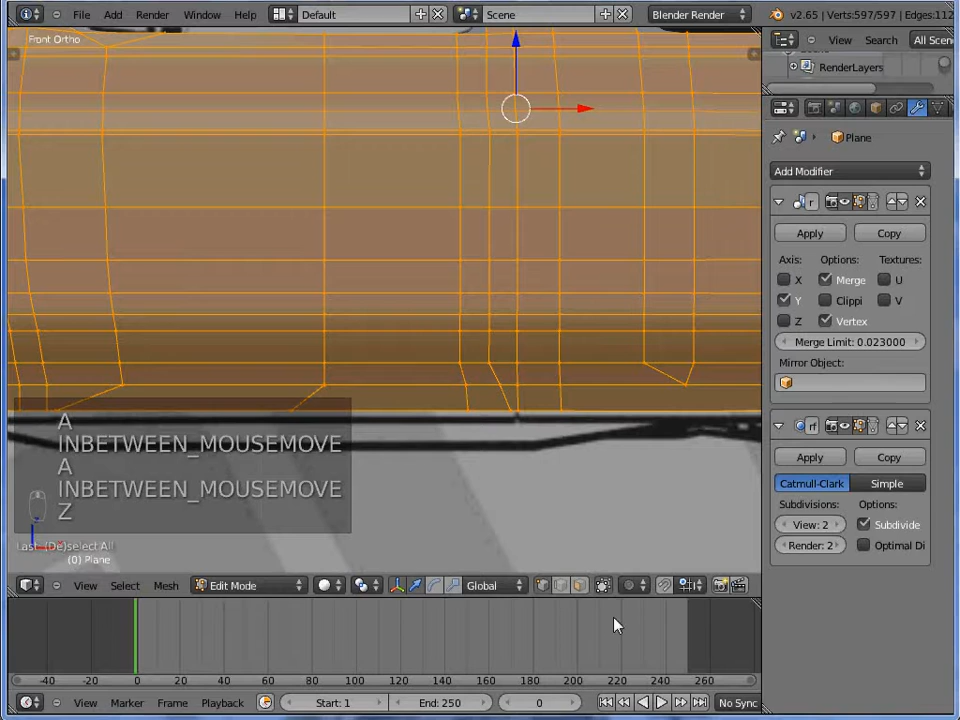 File Add Render Window Help Default Scene Blender Render v2.65 | Verts:597/597 | Edges:112
Front Ortho
View Search All Scen
RenderLayers
Plane
Add Modifier
r
Apply Copy
Axis: Options: Textures:
X Merge U
Y Clippi V
Z Vertex
Merge Limit: 0.023000
Mirror Object:
rf
Apply Copy
Catmull-Clark Simple
Subdivisions: Options:
View: 2 Subdivide
Render: 2 Optimal Di
A
INBETWEEN_MOUSEMOVE
A
INBETWEEN_MOUSEMOVE
Z
Last: (De)select All
(0) Plane
View Select Mesh Edit Mode Global
-40 -20 0 20 40 60 80 100 120 140 160 180 200 220 240 260
View Marker Frame Playback Start: 1 End: 250 0 No Sync